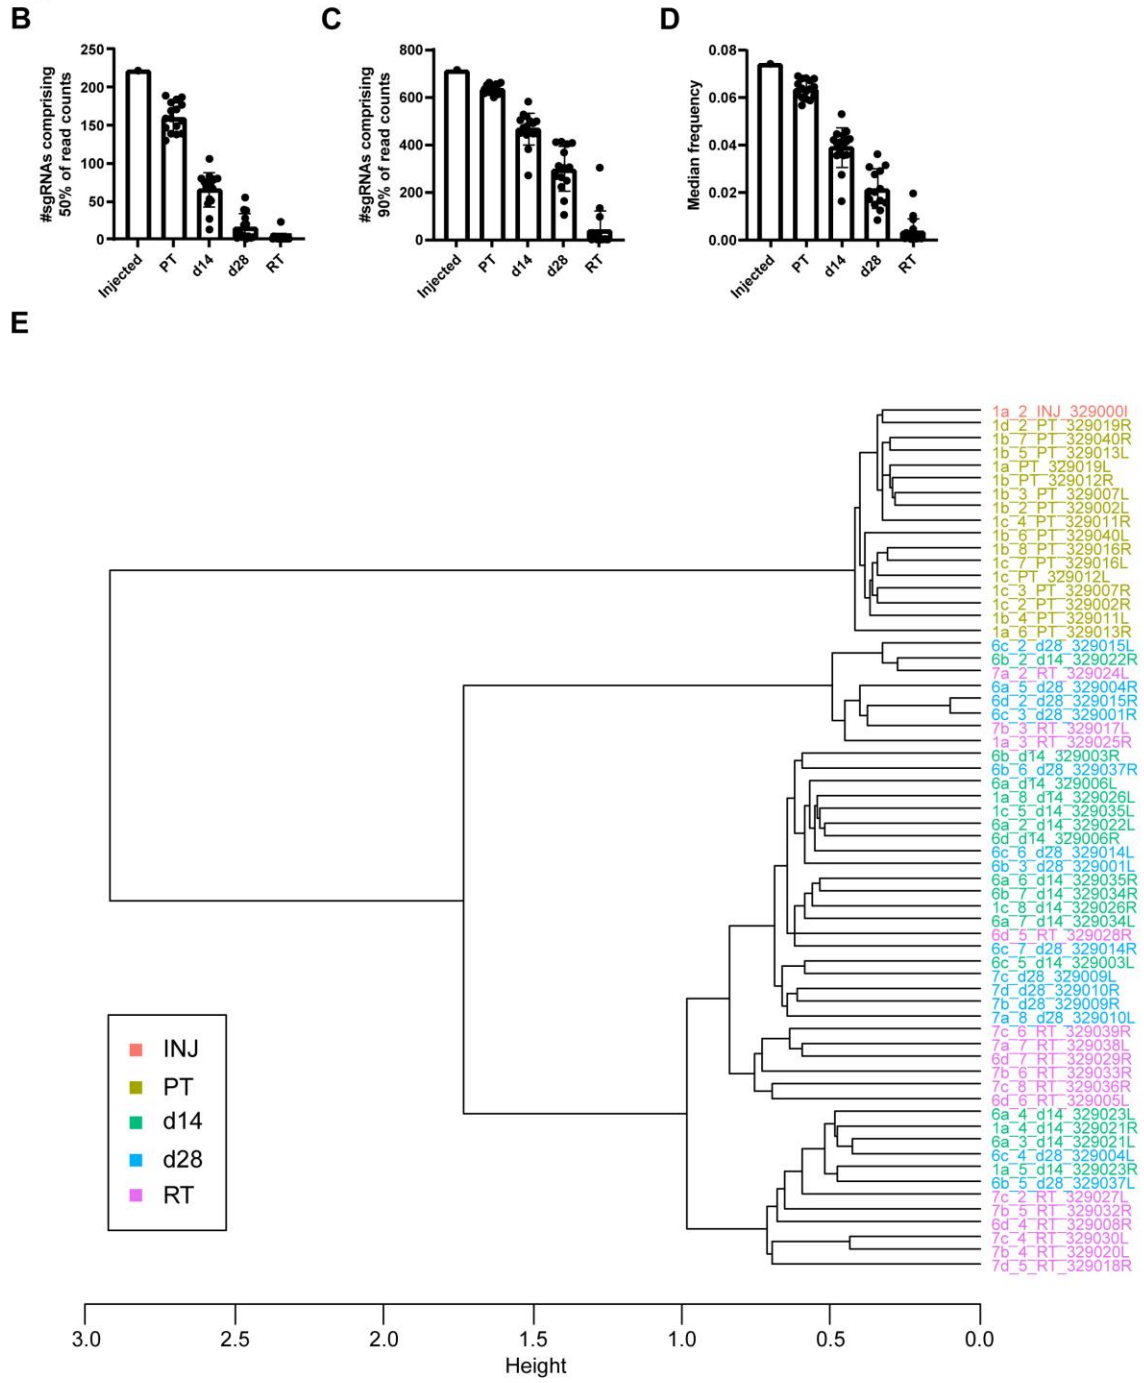 B
C
D
#sgRNAs comprising
50% of read counts
250
200
150
100
50
0
Injected
PT
d14
d28
RT
#sgRNAs comprising
90% of read counts
800
600
400
200
0
Injected
PT
d14
d28
RT
Median frequency
0.08
0.06
0.04
0.02
0.00
Injected
PT
d14
d28
RT
E
1a_2_INJ_329000I
1d_2_PT_329019R
1b_7_PT_329040R
1b_5_PT_329013L
1a_PT_329019L
1b_PT_329012R
1b_3_PT_329007L
1b_2_PT_329002L
1c_4_PT_329011R
1b_6_PT_329040L
1b_8_PT_329016R
1c_7_PT_329016L
1c_PT_329012L
1c_3_PT_329007R
1c_2_PT_329002R
1b_4_PT_329011L
1a_6_PT_329013R
6c_2_d28_329015L
6b_2_d14_329022R
7a_2_RT_329024L
6a_5_d28_329004R
6d_2_d28_329015R
6c_3_d28_329001R
7b_3_RT_329017L
1a_3_RT_329025R
6b_d14_329003R
6b_6_d28_329037R
6a_d14_329006L
1a_8_d14_329026L
1c_5_d14_329035L
6a_2_d14_329022L
6d_d14_329006R
6c_6_d28_329014L
6b_3_d28_329001L
6a_6_d14_329035R
6b_7_d14_329034R
1c_8_d14_329026R
6a_7_d14_329034L
6d_5_RT_329028R
6c_7_d28_329014R
6c_5_d14_329003L
7c_d28_329009L
7d_d28_329010R
7b_d28_329009R
7a_8_d28_329010L
7c_6_RT_329039R
7a_7_RT_329038L
6d_7_RT_329029R
7b_6_RT_329033R
7c_8_RT_329036R
6d_6_RT_329005L
6a_4_d14_329023L
1a_4_d14_329021R
6a_3_d14_329021L
6c_4_d28_329004L
1a_5_d14_329023R
6b_5_d28_329037L
7c_2_RT_329027L
7b_5_RT_329032R
6d_4_RT_329008R
7c_4_RT_329030L
7b_4_RT_329020L
7d_5_RT_329018R
INJ
PT
d14
d28
RT
3.0 2.5 2.0 1.5 1.0 0.5 0.0
Height